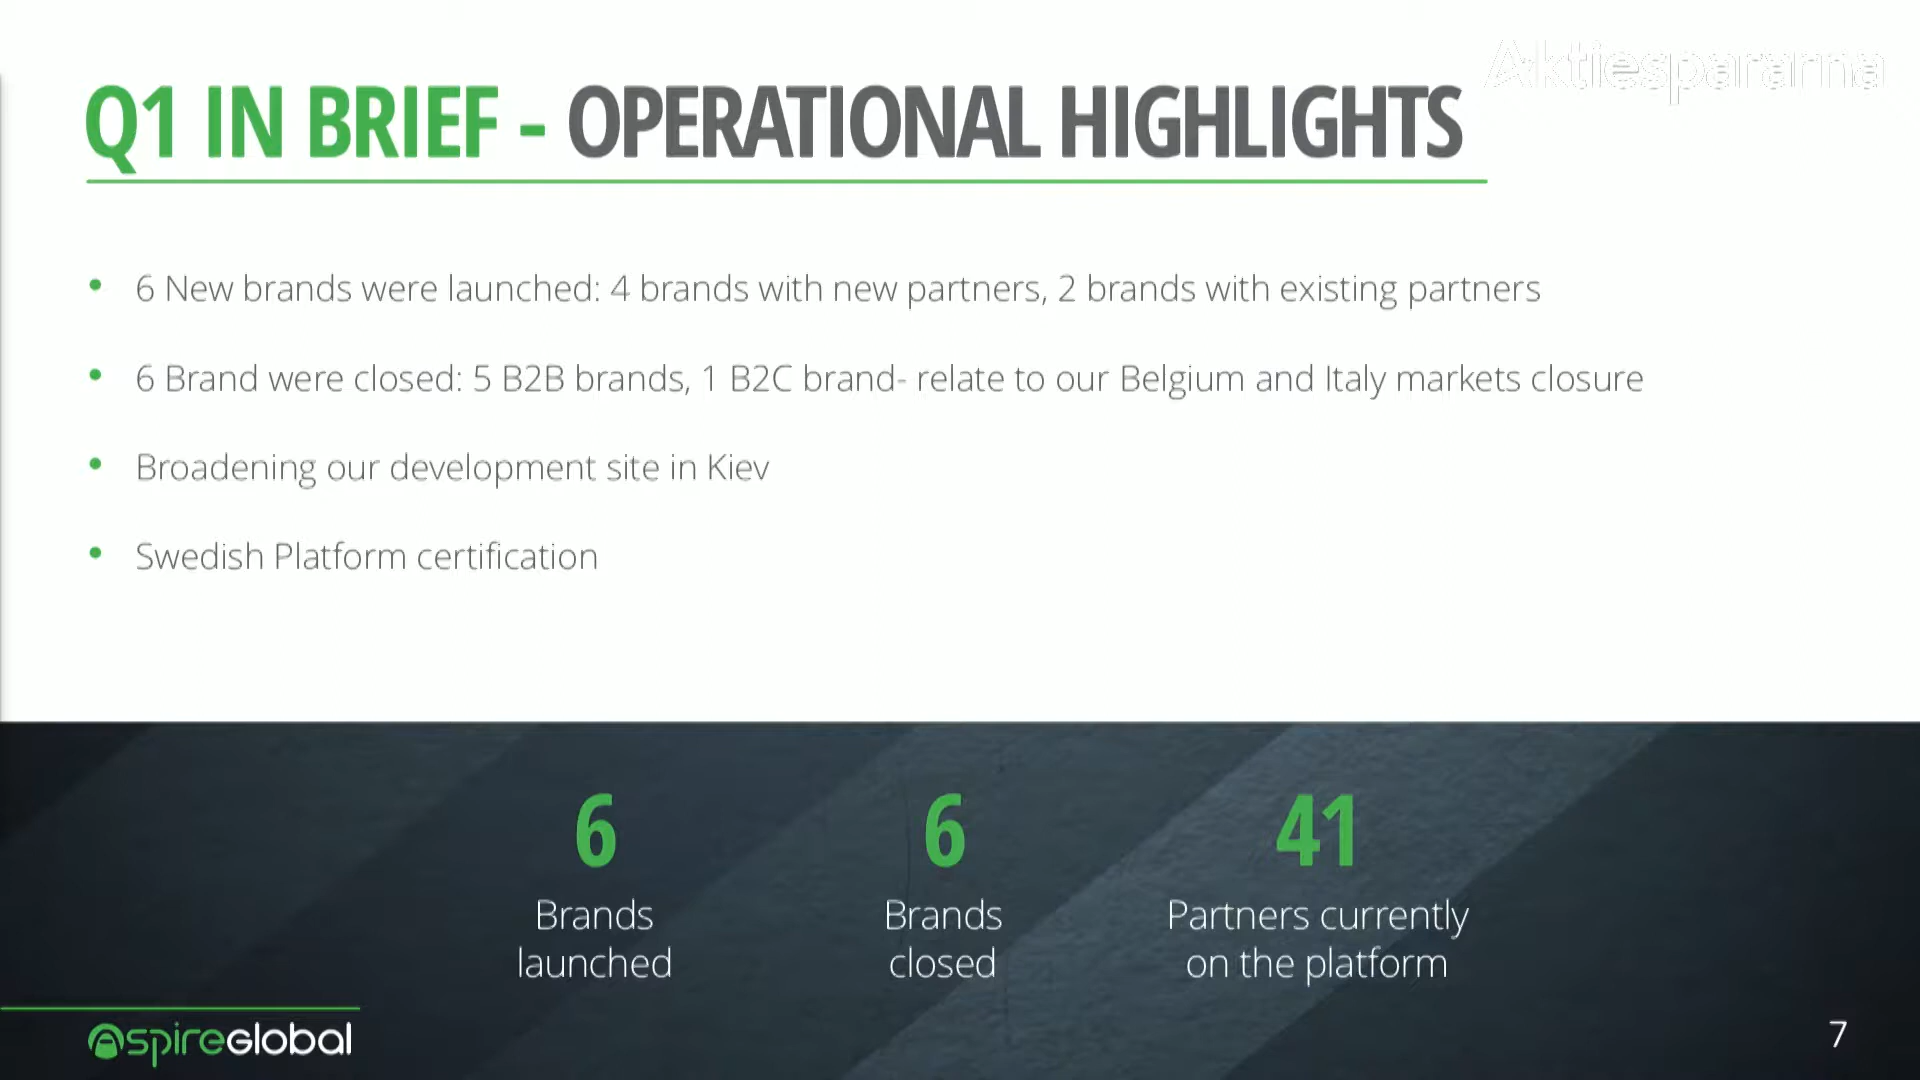 Aktiespararna
Q1 IN BRIEF - OPERATIONAL HIGHLIGHTS
• 6 New brands were launched: 4 brands with new partners, 2 brands with existing partners
• 6 Brand were closed: 5 B2B brands, 1 B2C brand- relate to our Belgium and Italy markets closure
• Broadening our development site in Kiev
• Swedish Platform certification
6
Brands
launched
6
Brands
closed
41
Partners currently
on the platform
aspireglobal
7